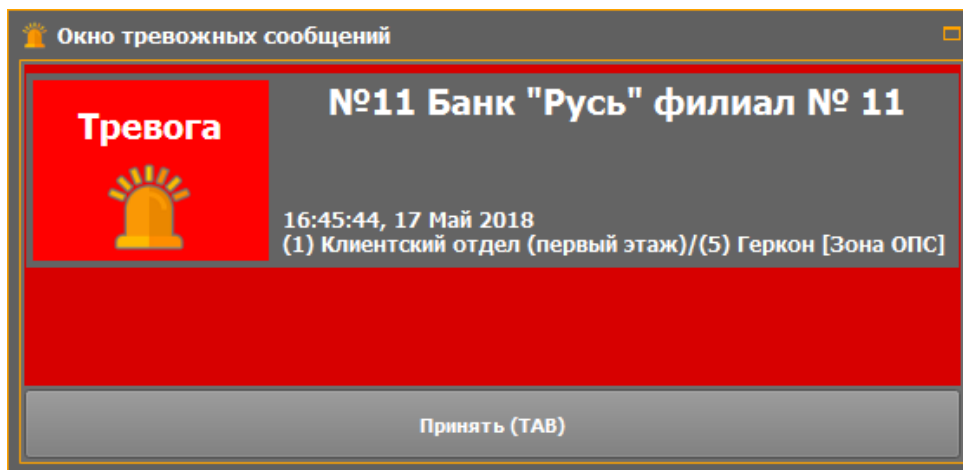 Окно тревожных сообщений
Тревога
№11 Банк "Русь" филиал № 11
16:45:44, 17 Май 2018
(1) Клиентский отдел (первый этаж)/(5) Геркон [Зона ОПС]
Принять (TAB)